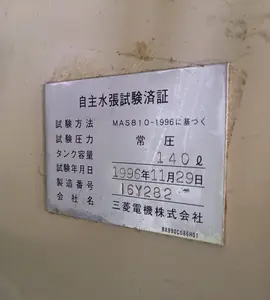 自主水張試験済証
試験方法 MAS810-1996に基づく
試験圧力 常圧
タンク容量 140ℓ
試験年月日 1996年11月29日
製造番号 16Y282
会社名 三菱電機株式会社